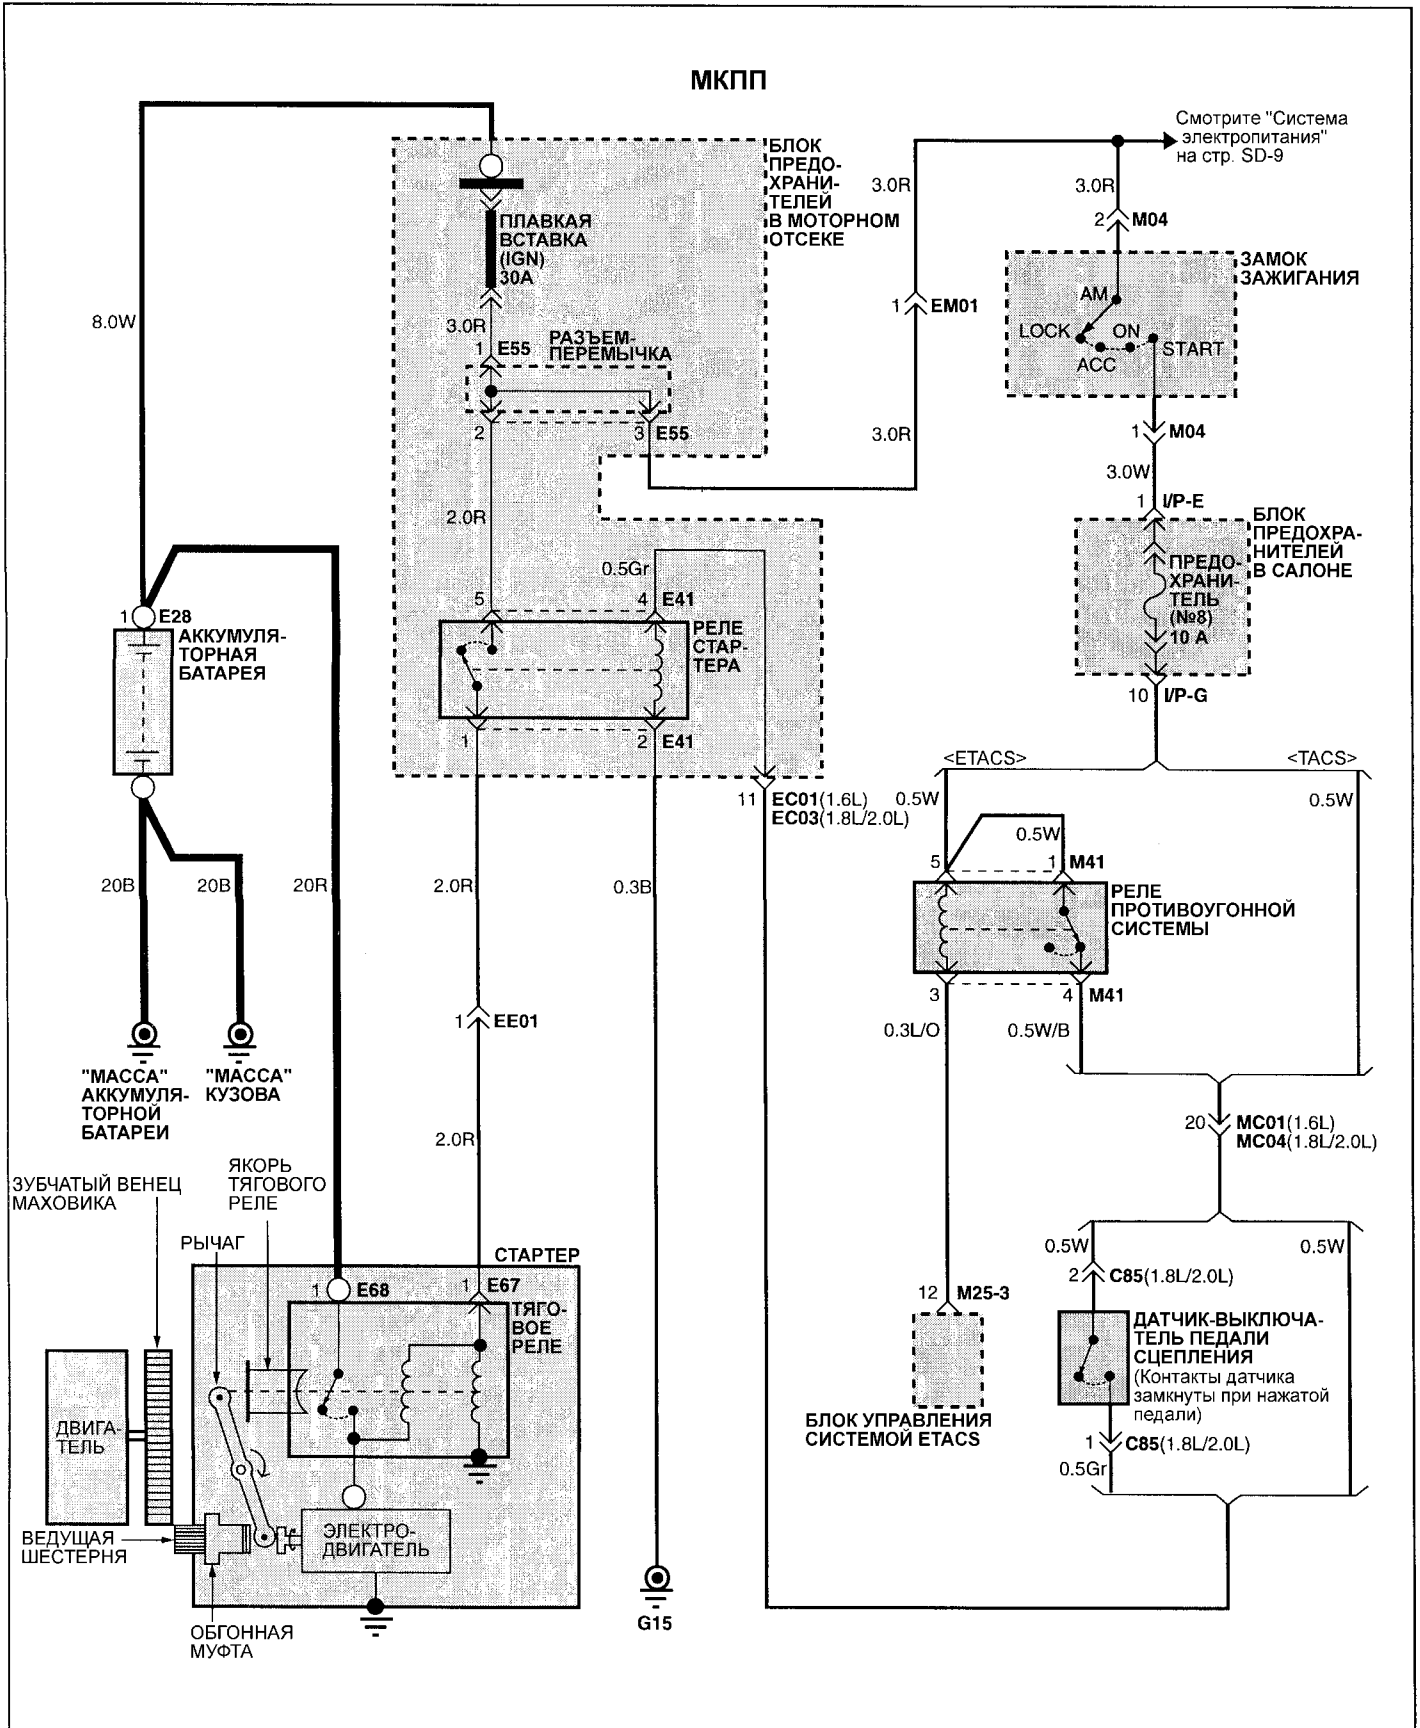 МКПП
Смотрите "Система
электропитания"
на стр. SD-9
БЛОК
ПРЕДО-
ХРАНИ-
ТЕЛЕЙ
В МОТОРНОМ
ОТСЕКЕ
3.0R
3.0R
2 M04
ПЛАВКАЯ
ВСТАВКА
(IGN)
30A
ЗАМОК
ЗАЖИГАНИЯ
AM
LOCK
ON
START
ACC
8.0W
1 EM01
3.0R
1 E55
РАЗЪЕМ-
ПЕРЕМЫЧКА
2
3 E55
3.0R
1 M04
3.0W
1 I/P-E
2.0R
БЛОК
ПРЕДОХРА-
НИТЕЛЕЙ
В САЛОНЕ
ПРЕДО-
ХРАНИ-
ТЕЛЬ
(№8)
10 A
0.5Gr
5
4 E41
1 E28
АККУМУЛЯ-
ТОРНАЯ
БАТАРЕЯ
РЕЛЕ
СТАР-
ТЕРА
10 I/P-G
1
2 E41
<ETACS>
<TACS>
11 EC01(1.6L)
EC03(1.8L/2.0L)
0.5W
0.5W
0.5W
5
1 M41
20B
20B
20R
2.0R
0.3B
РЕЛЕ
ПРОТИВОУГОННОЙ
СИСТЕМЫ
3
4 M41
1 EE01
0.3L/O
0.5W/B
"МАССА"
АККУМУЛЯ-
ТОРНОЙ
БАТАРЕИ
"МАССА"
КУЗОВА
20 MC01(1.6L)
MC04(1.8L/2.0L)
2.0R
ЗУБЧАТЫЙ ВЕНЕЦ
МАХОВИКА
ЯКОРЬ
ТЯГОВОГО
РЕЛЕ
РЫЧАГ
СТАРТЕР
0.5W
0.5W
2 C85(1.8L/2.0L)
1 E68
1 E67
12 M25-3
ТЯГО-
ВОЕ
РЕЛЕ
ДАТЧИК-ВЫКЛЮЧА-
ТЕЛЬ ПЕДАЛИ
СЦЕПЛЕНИЯ
(Контакты датчика
замкнуты при нажатой
педали)
БЛОК УПРАВЛЕНИЯ
СИСТЕМОЙ ETACS
ДВИГА-
ТЕЛЬ
1 C85(1.8L/2.0L)
0.5Gr
ВЕДУЩАЯ
ШЕСТЕРНЯ
ЭЛЕКТРО-
ДВИГАТЕЛЬ
G15
ОБГОННАЯ
МУФТА